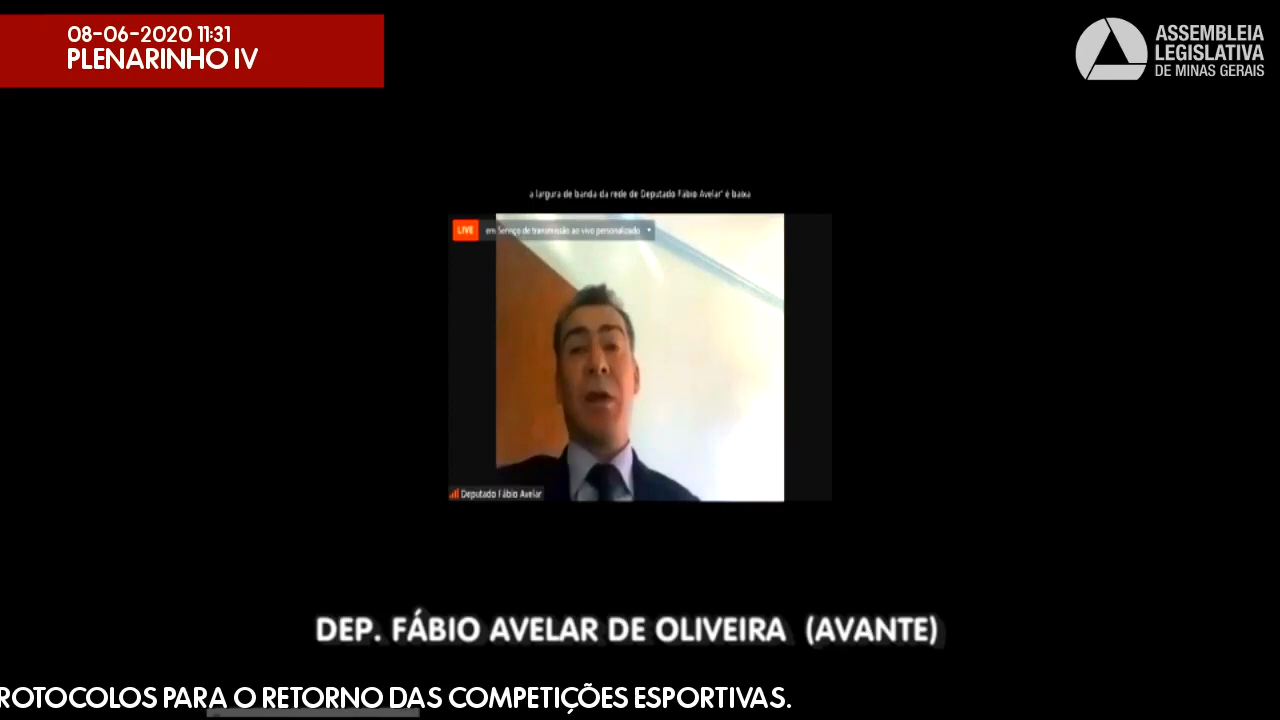 08-06-2020 11:31
PLENARINHO IV
ASSEMBLEIA
LEGISLATIVA
DE MINAS GERAIS
a largura de banda da rede de Deputado Fábio Avelar' é baixa
LIVE em Serviço de transmissão ao vivo personalizado
Deputado Fábio Avelar
DEP. FÁBIO AVELAR DE OLIVEIRA (AVANTE)
ROTOCOLOS PARA O RETORNO DAS COMPETIÇÕES ESPORTIVAS.